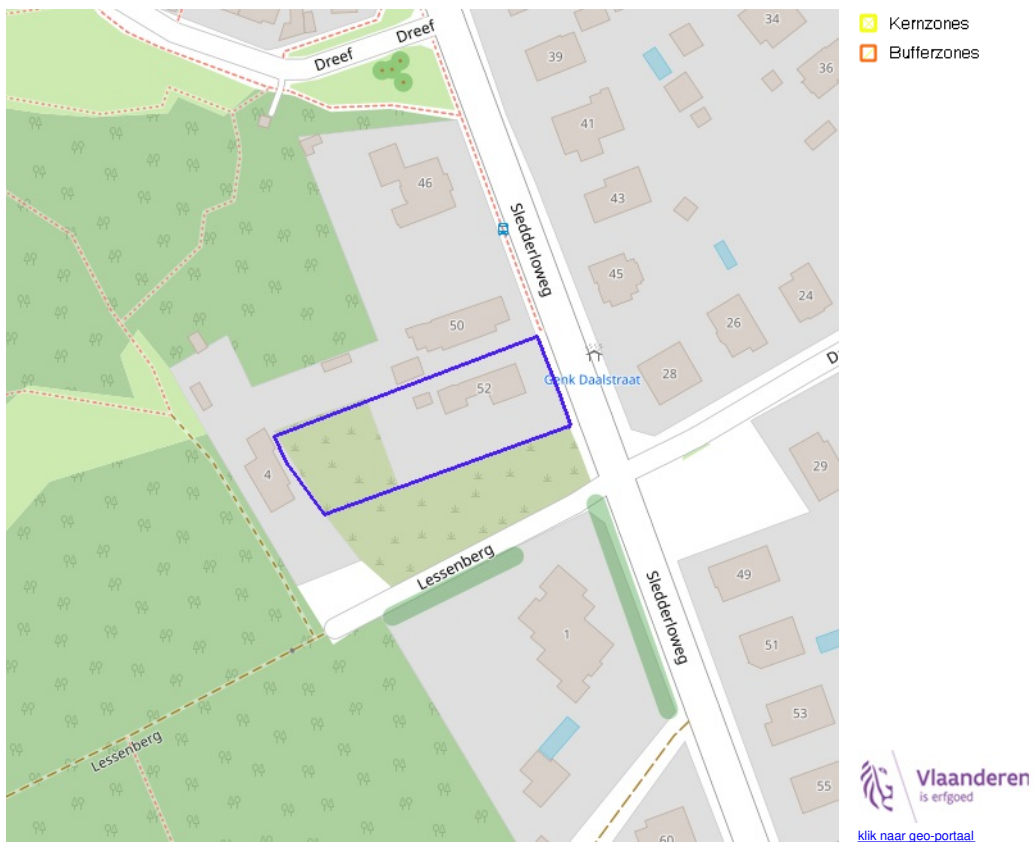 Kernzones
Bufferzones
Dreef
Dreef
34
39
36
41
46
43
Sledderloweg
45
24
26
50
Genk Daalstraat
28
52
D
4
29
Lessenberg
49
Sledderloweg
1
51
53
Lessenberg
55
60
Vlaanderen
is erfgoed
klik naar geo-portaal